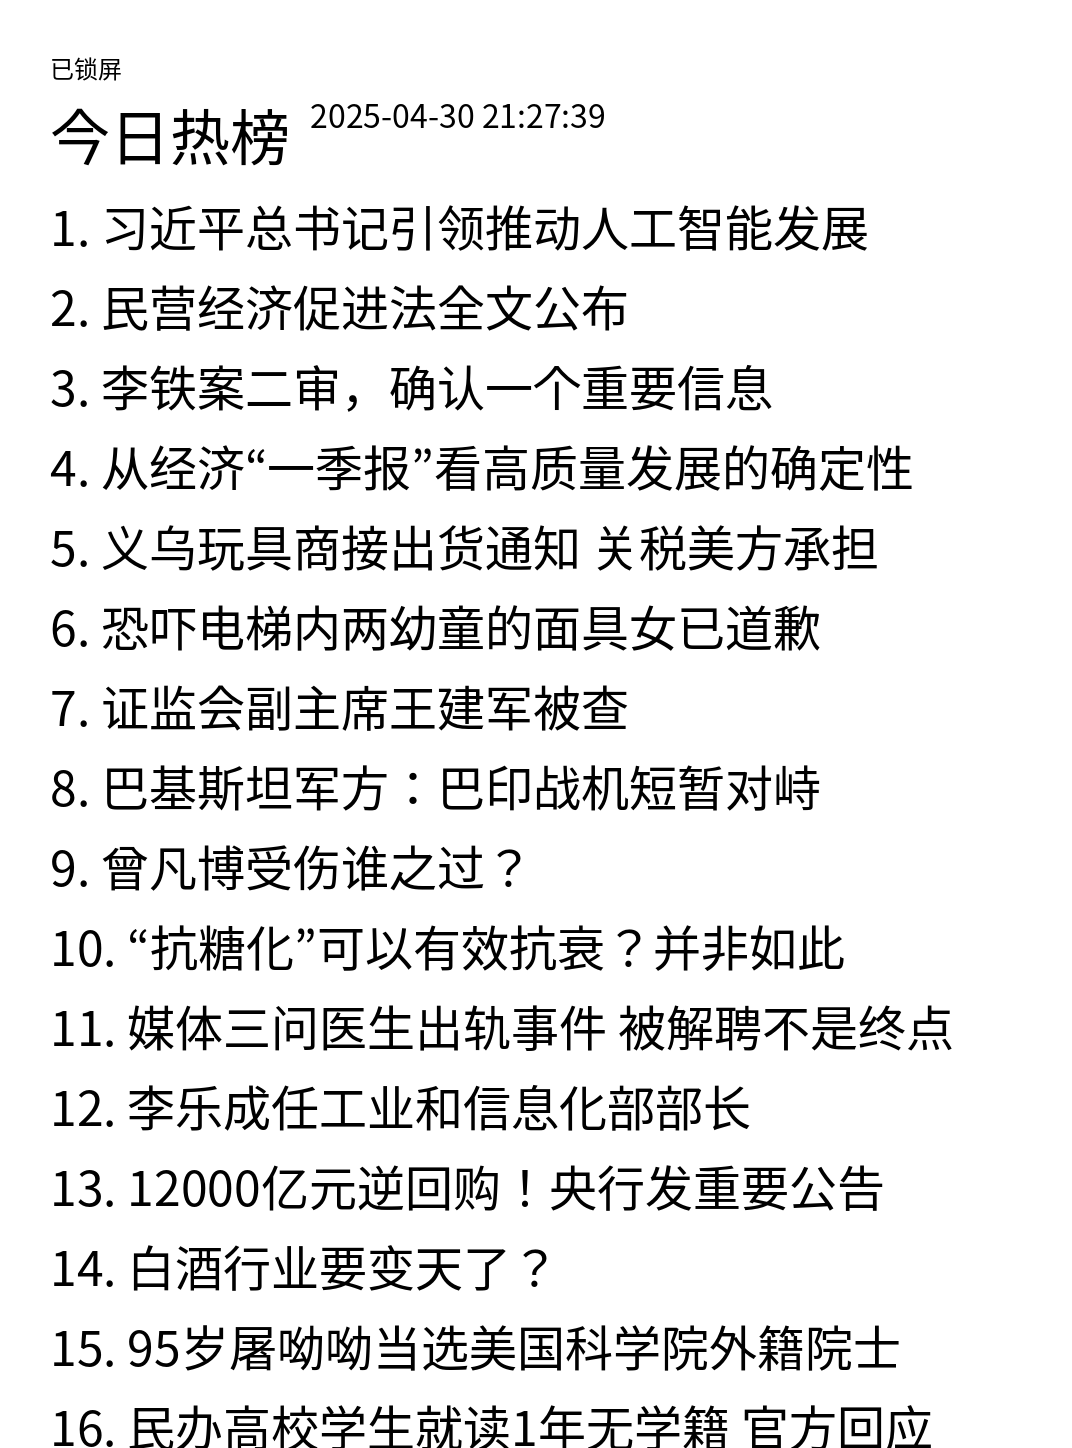 已锁屏
今日热榜 2025-04-30 21:27:39
1. 习近平总书记引领推动人工智能发展
2. 民营经济促进法全文公布
3. 李铁案二审，确认一个重要信息
4. 从经济“一季报”看高质量发展的确定性
5. 义乌玩具商接出货通知 关税美方承担
6. 恐吓电梯内两幼童的面具女已道歉
7. 证监会副主席王建军被查
8. 巴基斯坦军方：巴印战机短暂对峙
9. 曾凡博受伤谁之过？
10. “抗糖化”可以有效抗衰？并非如此
11. 媒体三问医生出轨事件 被解聘不是终点
12. 李乐成任工业和信息化部部长
13. 12000亿元逆回购！央行发重要公告
14. 白酒行业要变天了？
15. 95岁屠呦呦当选美国科学院外籍院士
16. 民办高校学生就读1年无学籍 官方回应